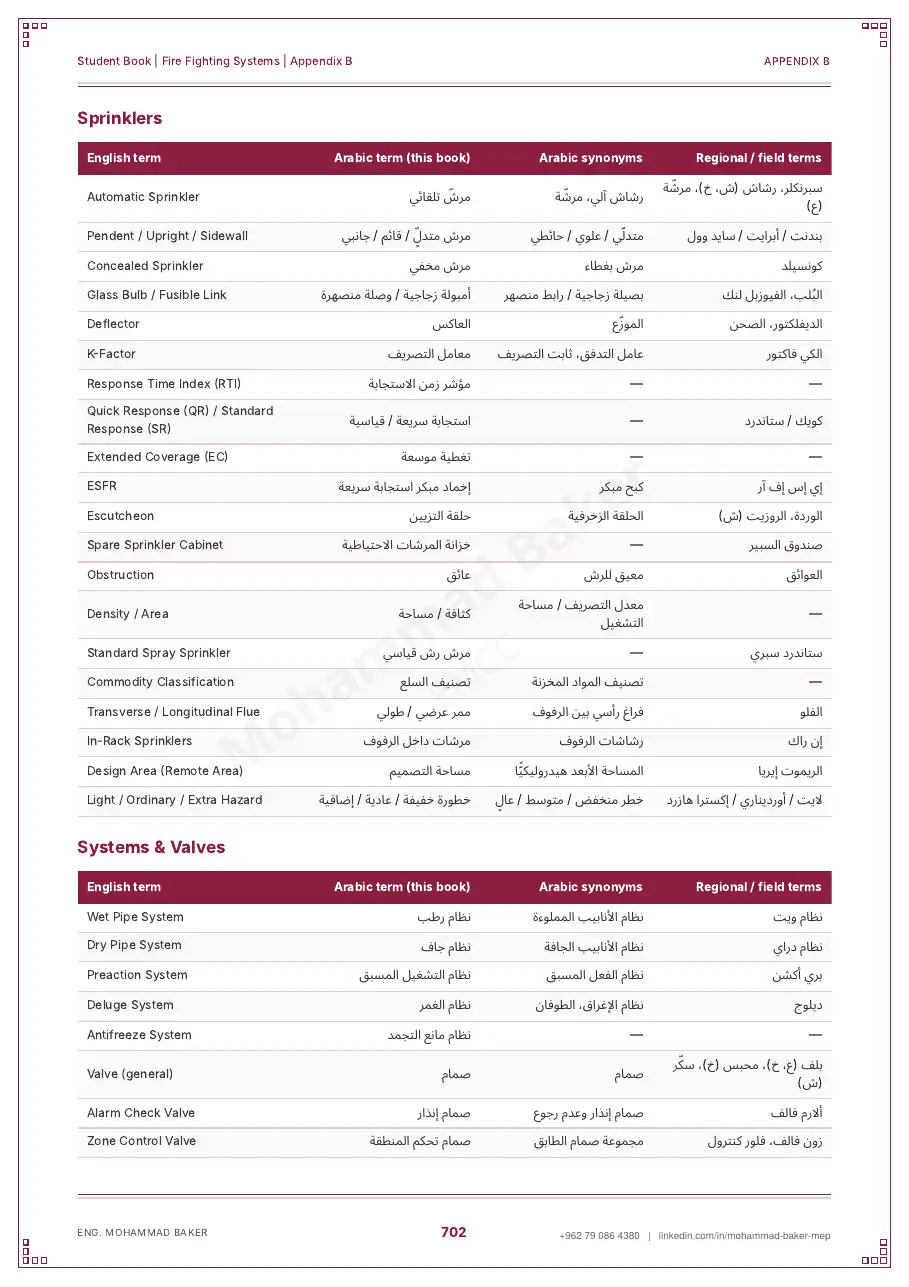 Student Book | Fire Fighting Systems | Appendix B
APPENDIX B
Sprinklers
English term Arabic term (this book) Arabic synonyms Regional / field terms
Automatic Sprinkler مرشّ تلقائي رشاش آلي، مرشّة سبرنكلر، رشاش (ش، خ)، مرشّة
(ع)
Pendent / Upright / Sidewall مرش متدلٍّ / قائم / جانبي متدلّي / علوي / حائطي بندنت / أبرايت / سايد وول
Concealed Sprinkler مرش مخفي مرش بغطاء كونسيلد
Glass Bulb / Fusible Link أمبولة زجاجية / وصلة منصهرة بصيلة زجاجية / رابط منصهر البُلب، الفيوزبل لنك
Deflector العاكس الموزّع الديفلكتور، الصحن
K-Factor معامل التصريف عامل التدفق، ثابت التصريف الكي فاكتور
Response Time Index (RTI) مؤشر زمن الاستجابة — —
Quick Response (QR) / Standard
Response (SR) استجابة سريعة / قياسية — كويك / ستاندرد
Extended Coverage (EC) تغطية موسعة — —
ESFR إخماد مبكر استجابة سريعة كبح مبكر إي إس إف آر
Escutcheon حلقة التزيين الحلقة الزخرفية الوردة، الروزيت (ش)
Spare Sprinkler Cabinet خزانة المرشات الاحتياطية — صندوق السبير
Obstruction عائق معيق للرش العوائق
Density / Area كثافة / مساحة معدل التصريف / مساحة
التشغيل —
Standard Spray Sprinkler مرش رش قياسي — ستاندرد سبري
Commodity Classification تصنيف السلع تصنيف المواد المخزنة —
Transverse / Longitudinal Flue ممر عرضي / طولي فراغ رأسي بين الرفوف الفلو
In-Rack Sprinklers مرشات داخل الرفوف رشاشات الرفوف إن راك
Design Area (Remote Area) مساحة التصميم المساحة الأبعد هيدروليكيًّا الريموت إيريا
Light / Ordinary / Extra Hazard خطورة خفيفة / عادية / إضافية خطر منخفض / متوسط / عالٍ لايت / أورديناري / إكسترا هازرد
Systems & Valves
English term Arabic term (this book) Arabic synonyms Regional / field terms
Wet Pipe System نظام رطب نظام الأنابيب المملوءة نظام ويت
Dry Pipe System نظام جاف نظام الأنابيب الجافة نظام دراي
Preaction System نظام التشغيل المسبق نظام الفعل المسبق بري أكشن
Deluge System نظام الغمر نظام الإغراق، الطوفان ديلوج
Antifreeze System نظام مانع التجمد — —
Valve (general) صمام صمام بلف (ع، خ)، محبس (خ)، سكّر
(ش)
Alarm Check Valve صمام إنذار صمام إنذار وعدم رجوع ألارم فالف
Zone Control Valve صمام تحكم المنطقة مجموعة صمام الطابق زون فالف، فلور كنترول
Mohammad Baker
ENG. MOHAMMAD BAKER 702 +962 79 086 4380 | linkedin.com/in/mohammad-baker-mep